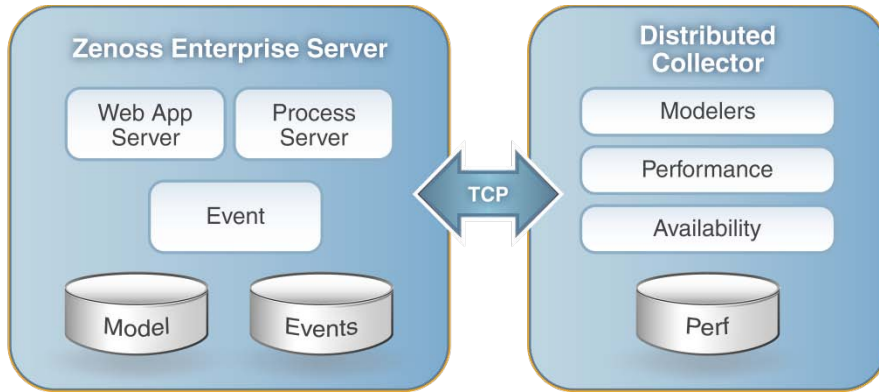 Zenoss Enterprise Server
Web App
Server
Process
Server
Event
Model
Events
TCP
Distributed
Collector
Modelers
Performance
Availability
Perf